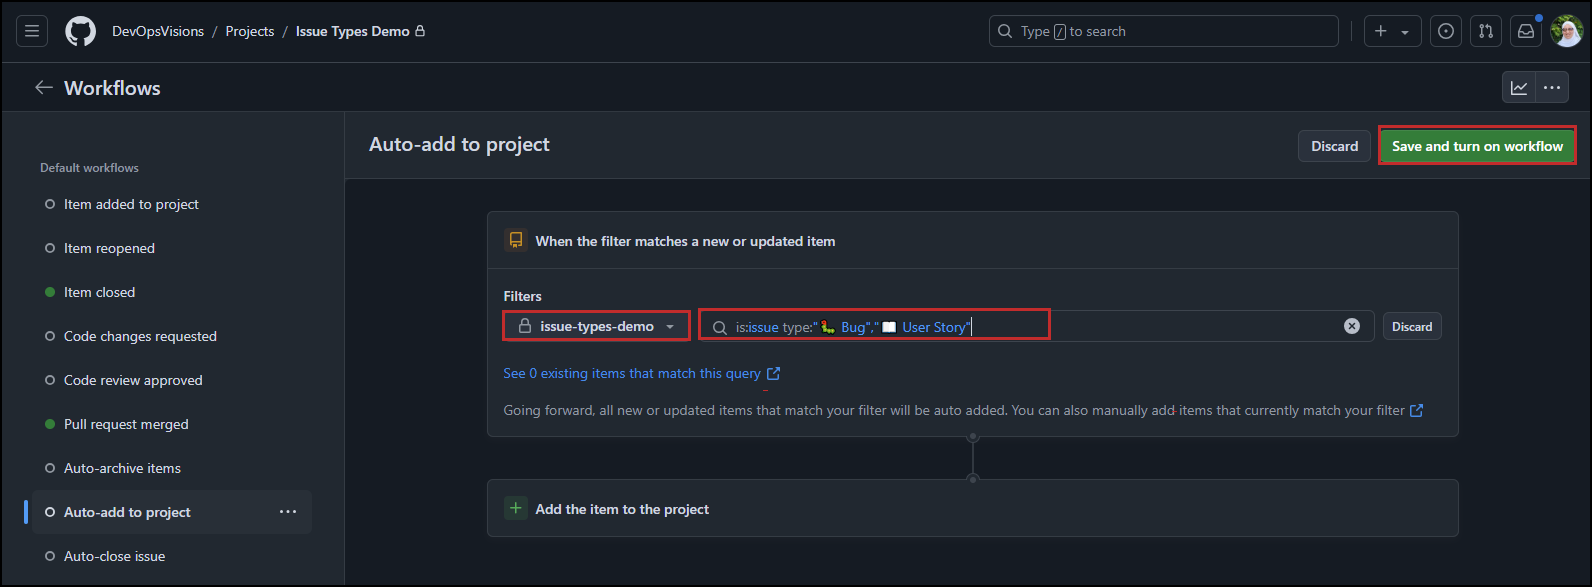 DevOpsVisions / Projects / Issue Types Demo
Type / to search
Workflows
Default workflows
Item added to project
Item reopened
Item closed
Code changes requested
Code review approved
Pull request merged
Auto-archive items
Auto-add to project
Auto-close issue
Auto-add to project
Discard
Save and turn on workflow
When the filter matches a new or updated item
Filters
issue-types-demo
is:issue type:"🐛 Bug","📖 User Story"
Discard
See 0 existing items that match this query
Going forward, all new or updated items that match your filter will be auto added. You can also manually add items that currently match your filter
Add the item to the project